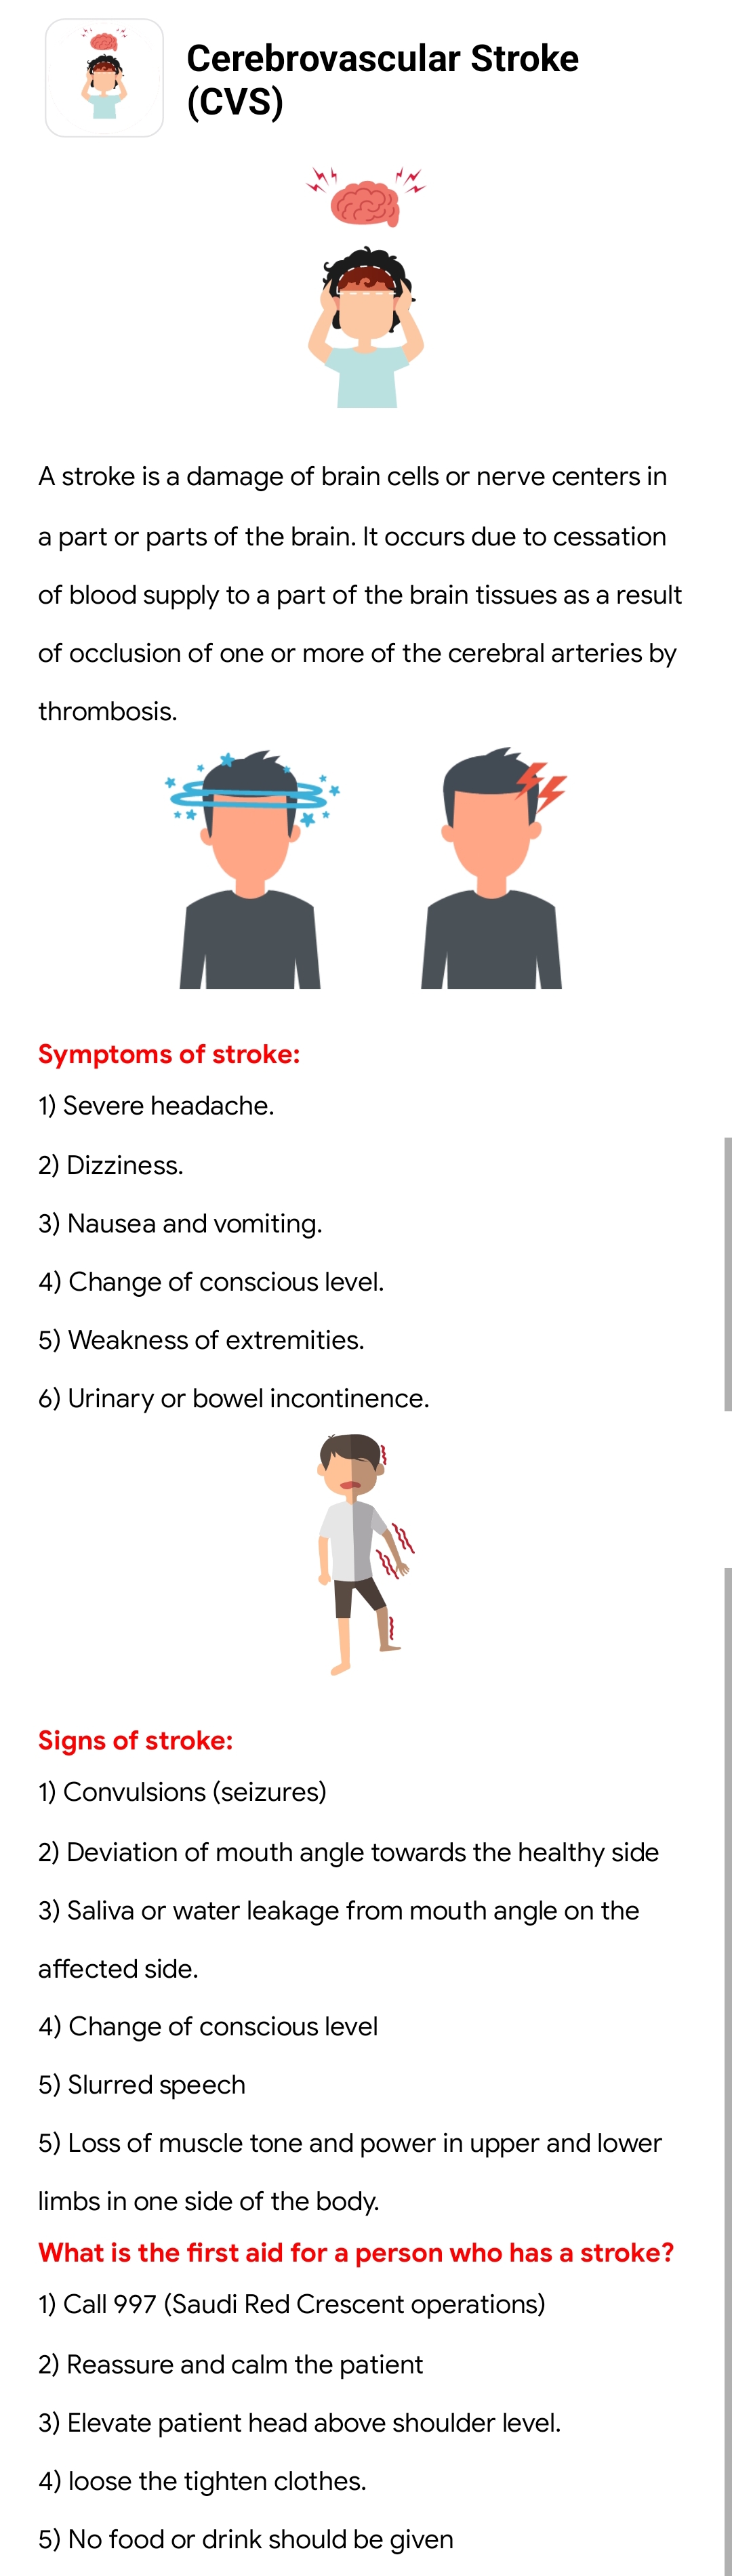 Cerebrovascular Stroke
(CVS)
A stroke is a damage of brain cells or nerve centers in
a part or parts of the brain. It occurs due to cessation
of blood supply to a part of the brain tissues as a result
of occlusion of one or more of the cerebral arteries by
thrombosis.
Symptoms of stroke:
1) Severe headache.
2) Dizziness.
3) Nausea and vomiting.
4) Change of conscious level.
5) Weakness of extremities.
6) Urinary or bowel incontinence.
Signs of stroke:
1) Convulsions (seizures)
2) Deviation of mouth angle towards the healthy side
3) Saliva or water leakage from mouth angle on the
affected side.
4) Change of conscious level
5) Slurred speech
5) Loss of muscle tone and power in upper and lower
limbs in one side of the body.
What is the first aid for a person who has a stroke?
1) Call 997 (Saudi Red Crescent operations)
2) Reassure and calm the patient
3) Elevate patient head above shoulder level.
4) loose the tighten clothes.
5) No food or drink should be given